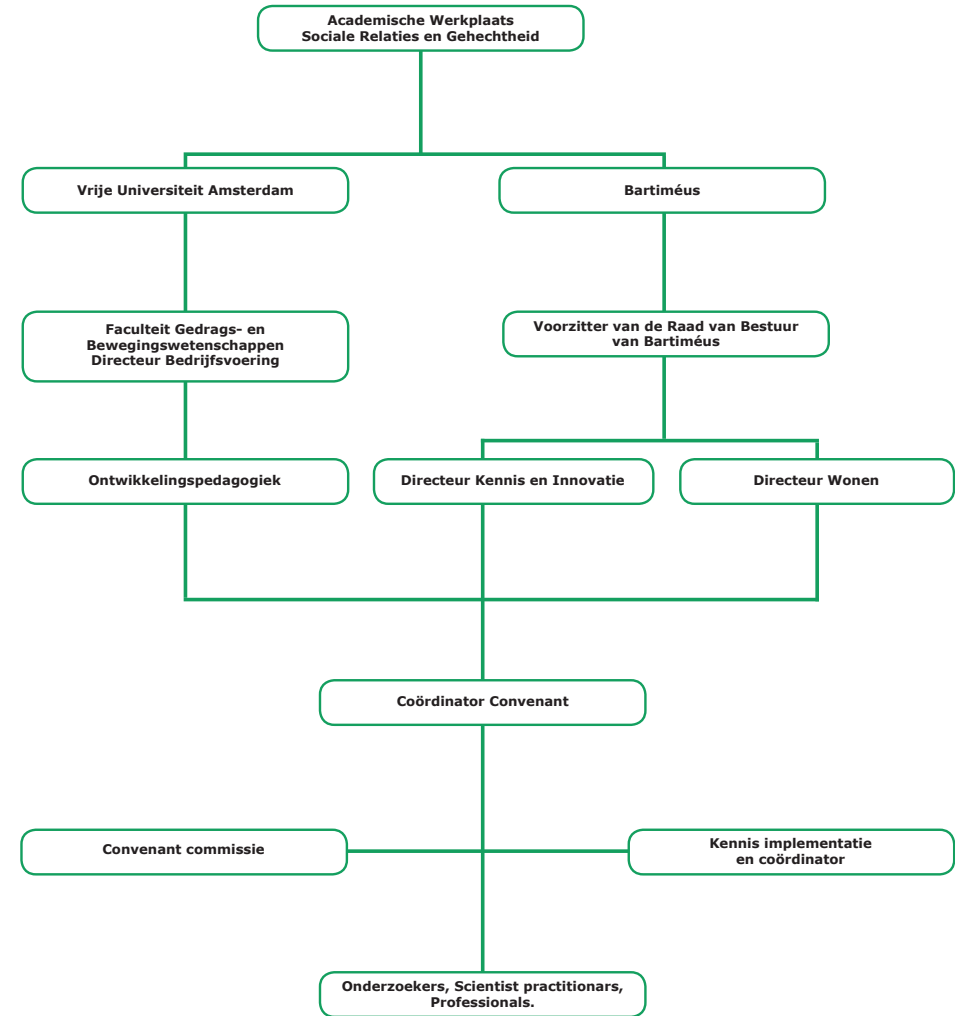 Academische Werkplaats
Sociale Relaties en Gehechtheid
Vrije Universiteit Amsterdam
Bartiméus
Faculteit Gedrags- en
Bewegingswetenschappen
Directeur Bedrijfsvoering
Voorzitter van de Raad van Bestuur
van Bartiméus
Ontwikkelingspedagogiek
Directeur Kennis en Innovatie
Directeur Wonen
Coördinator Convenant
Convenant commissie
Kennis implementatie
en coördinator
Onderzoekers, Scientist practitionars,
Professionals.